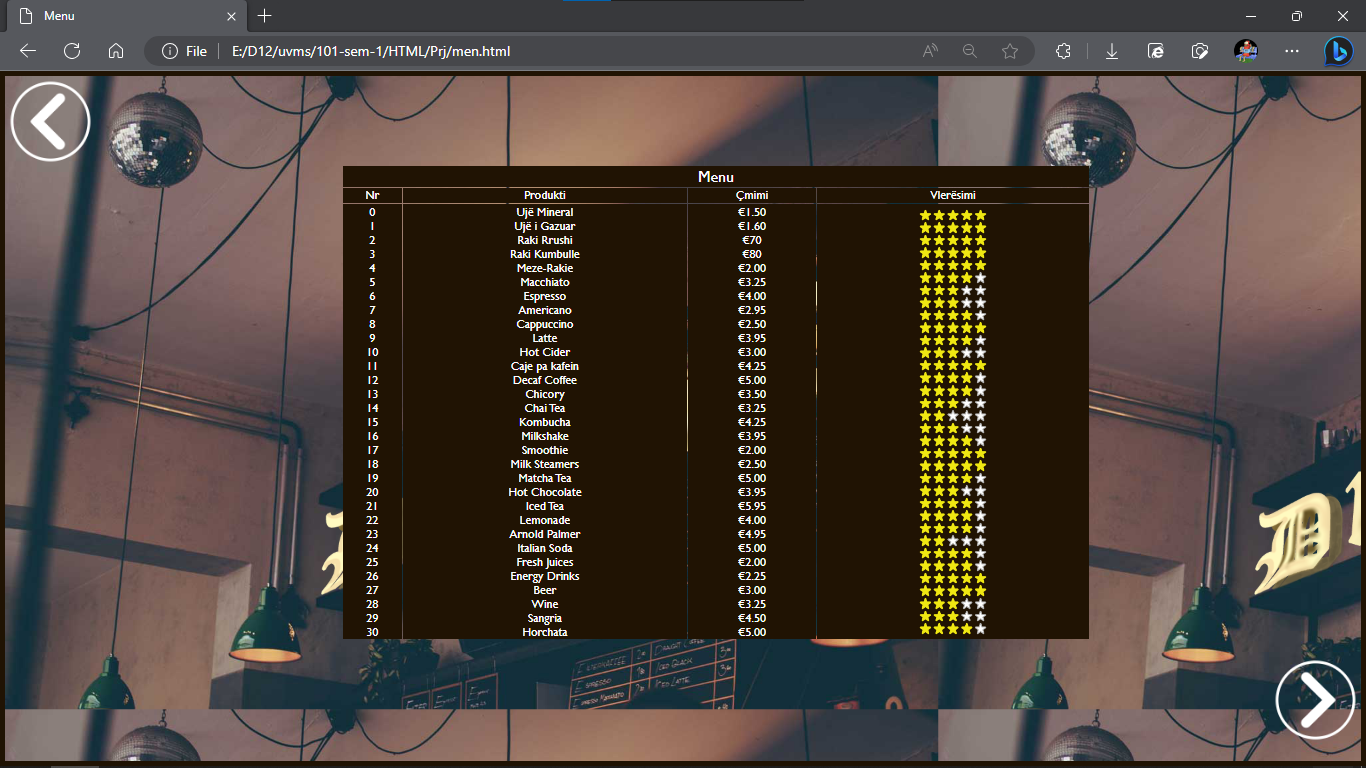 Menu
File
E:/D12/uvms/101-sem-1/HTML/Prj/men.html
Menu
Nr Produkti Çmimi Vlerësimi
0 Ujë Mineral €1.50
1 Ujë i Gazuar €1.60
2 Raki Rrushi €70
3 Raki Kumbulle €80
4 Meze-Rakie €2.00
5 Macchiato €3.25
6 Espresso €4.00
7 Americano €2.95
8 Cappuccino €2.50
9 Latte €3.95
10 Hot Cider €3.00
11 Caje pa kafein €4.25
12 Decaf Coffee €5.00
13 Chicory €3.50
14 Chai Tea €3.25
15 Kombucha €4.25
16 Milkshake €3.95
17 Smoothie €2.00
18 Milk Steamers €2.50
19 Matcha Tea €5.00
20 Hot Chocolate €3.95
21 Iced Tea €5.95
22 Lemonade €4.00
23 Arnold Palmer €4.95
24 Italian Soda €5.00
25 Fresh Juices €2.00
26 Energy Drinks €2.25
27 Beer €3.00
28 Wine €3.25
29 Sangria €4.50
30 Horchata €5.00